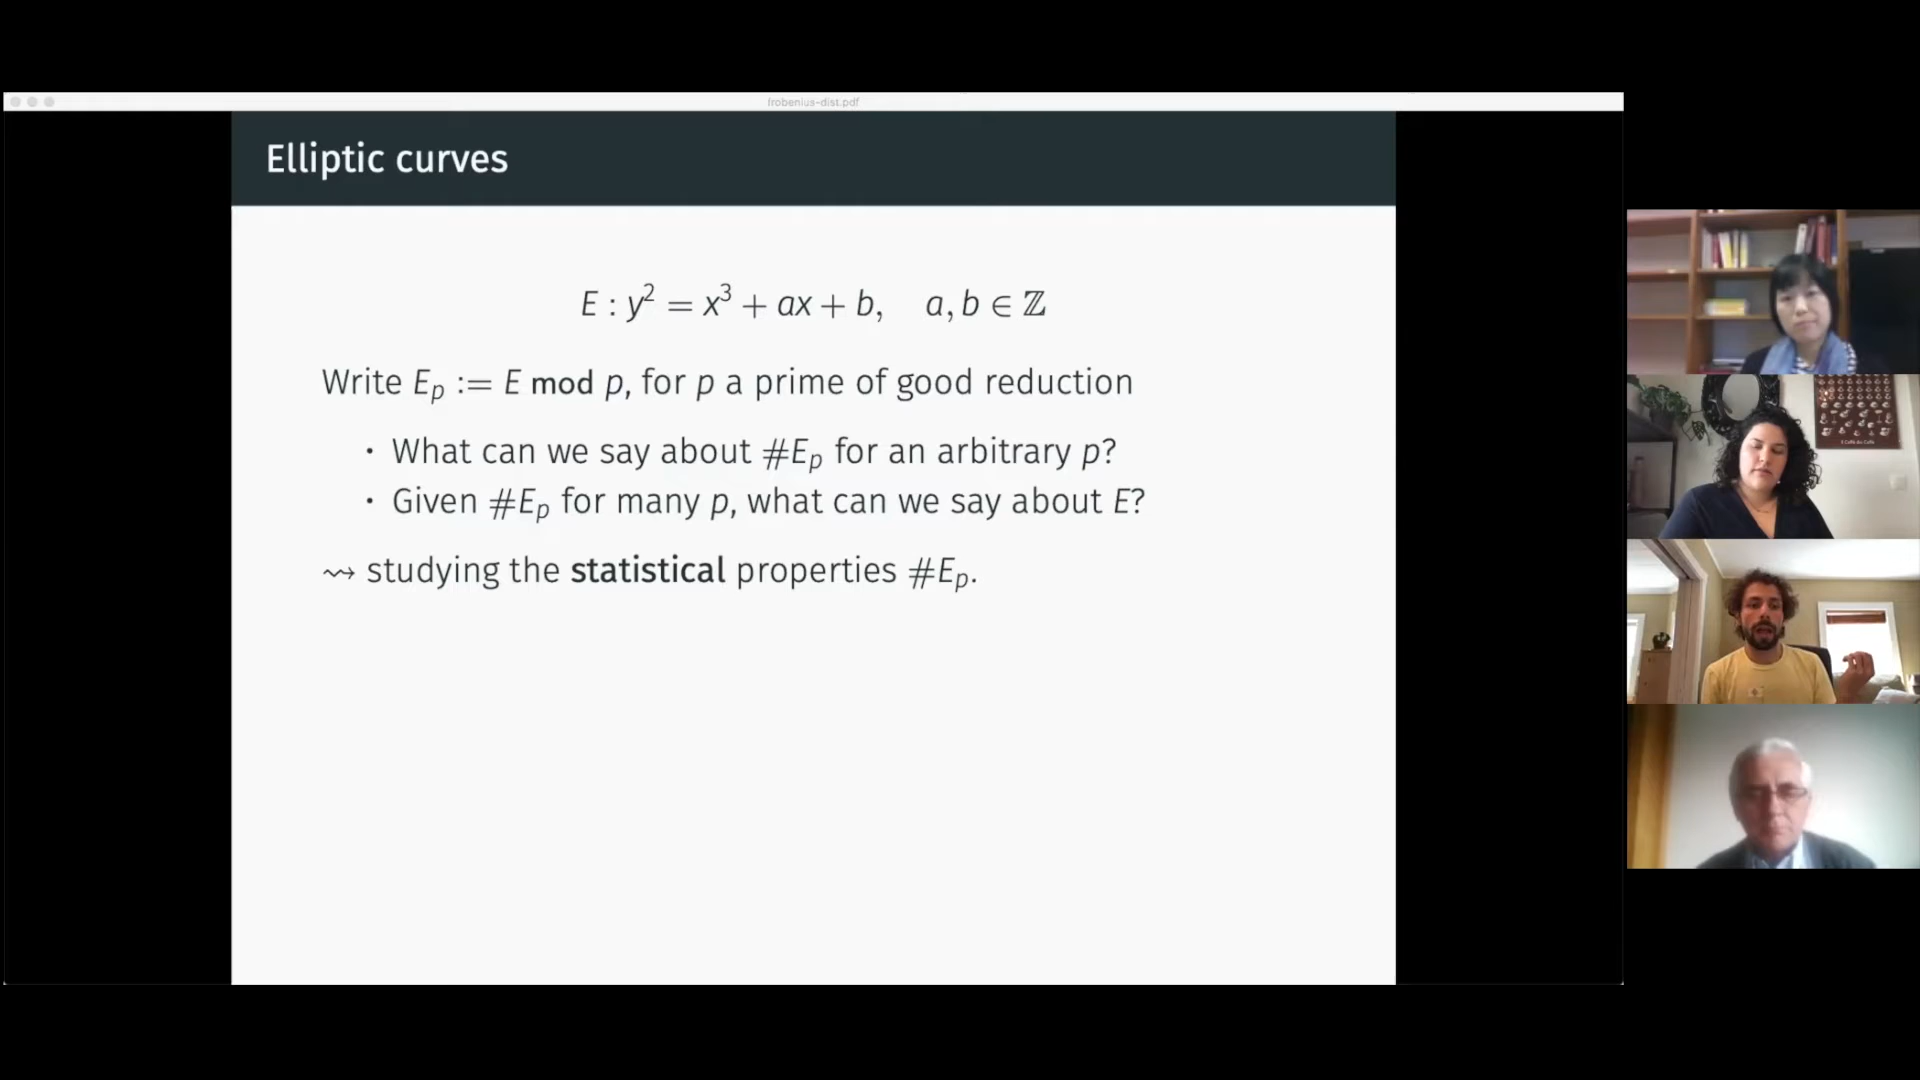 frobenius-dist.pdf
Elliptic curves
E : y² = x³ + ax + b, a, b ∈ ℤ
Write Eₚ := E mod p, for p a prime of good reduction
· What can we say about #Eₚ for an arbitrary p?
· Given #Eₚ for many p, what can we say about E?
⇝ studying the statistical properties #Eₚ.